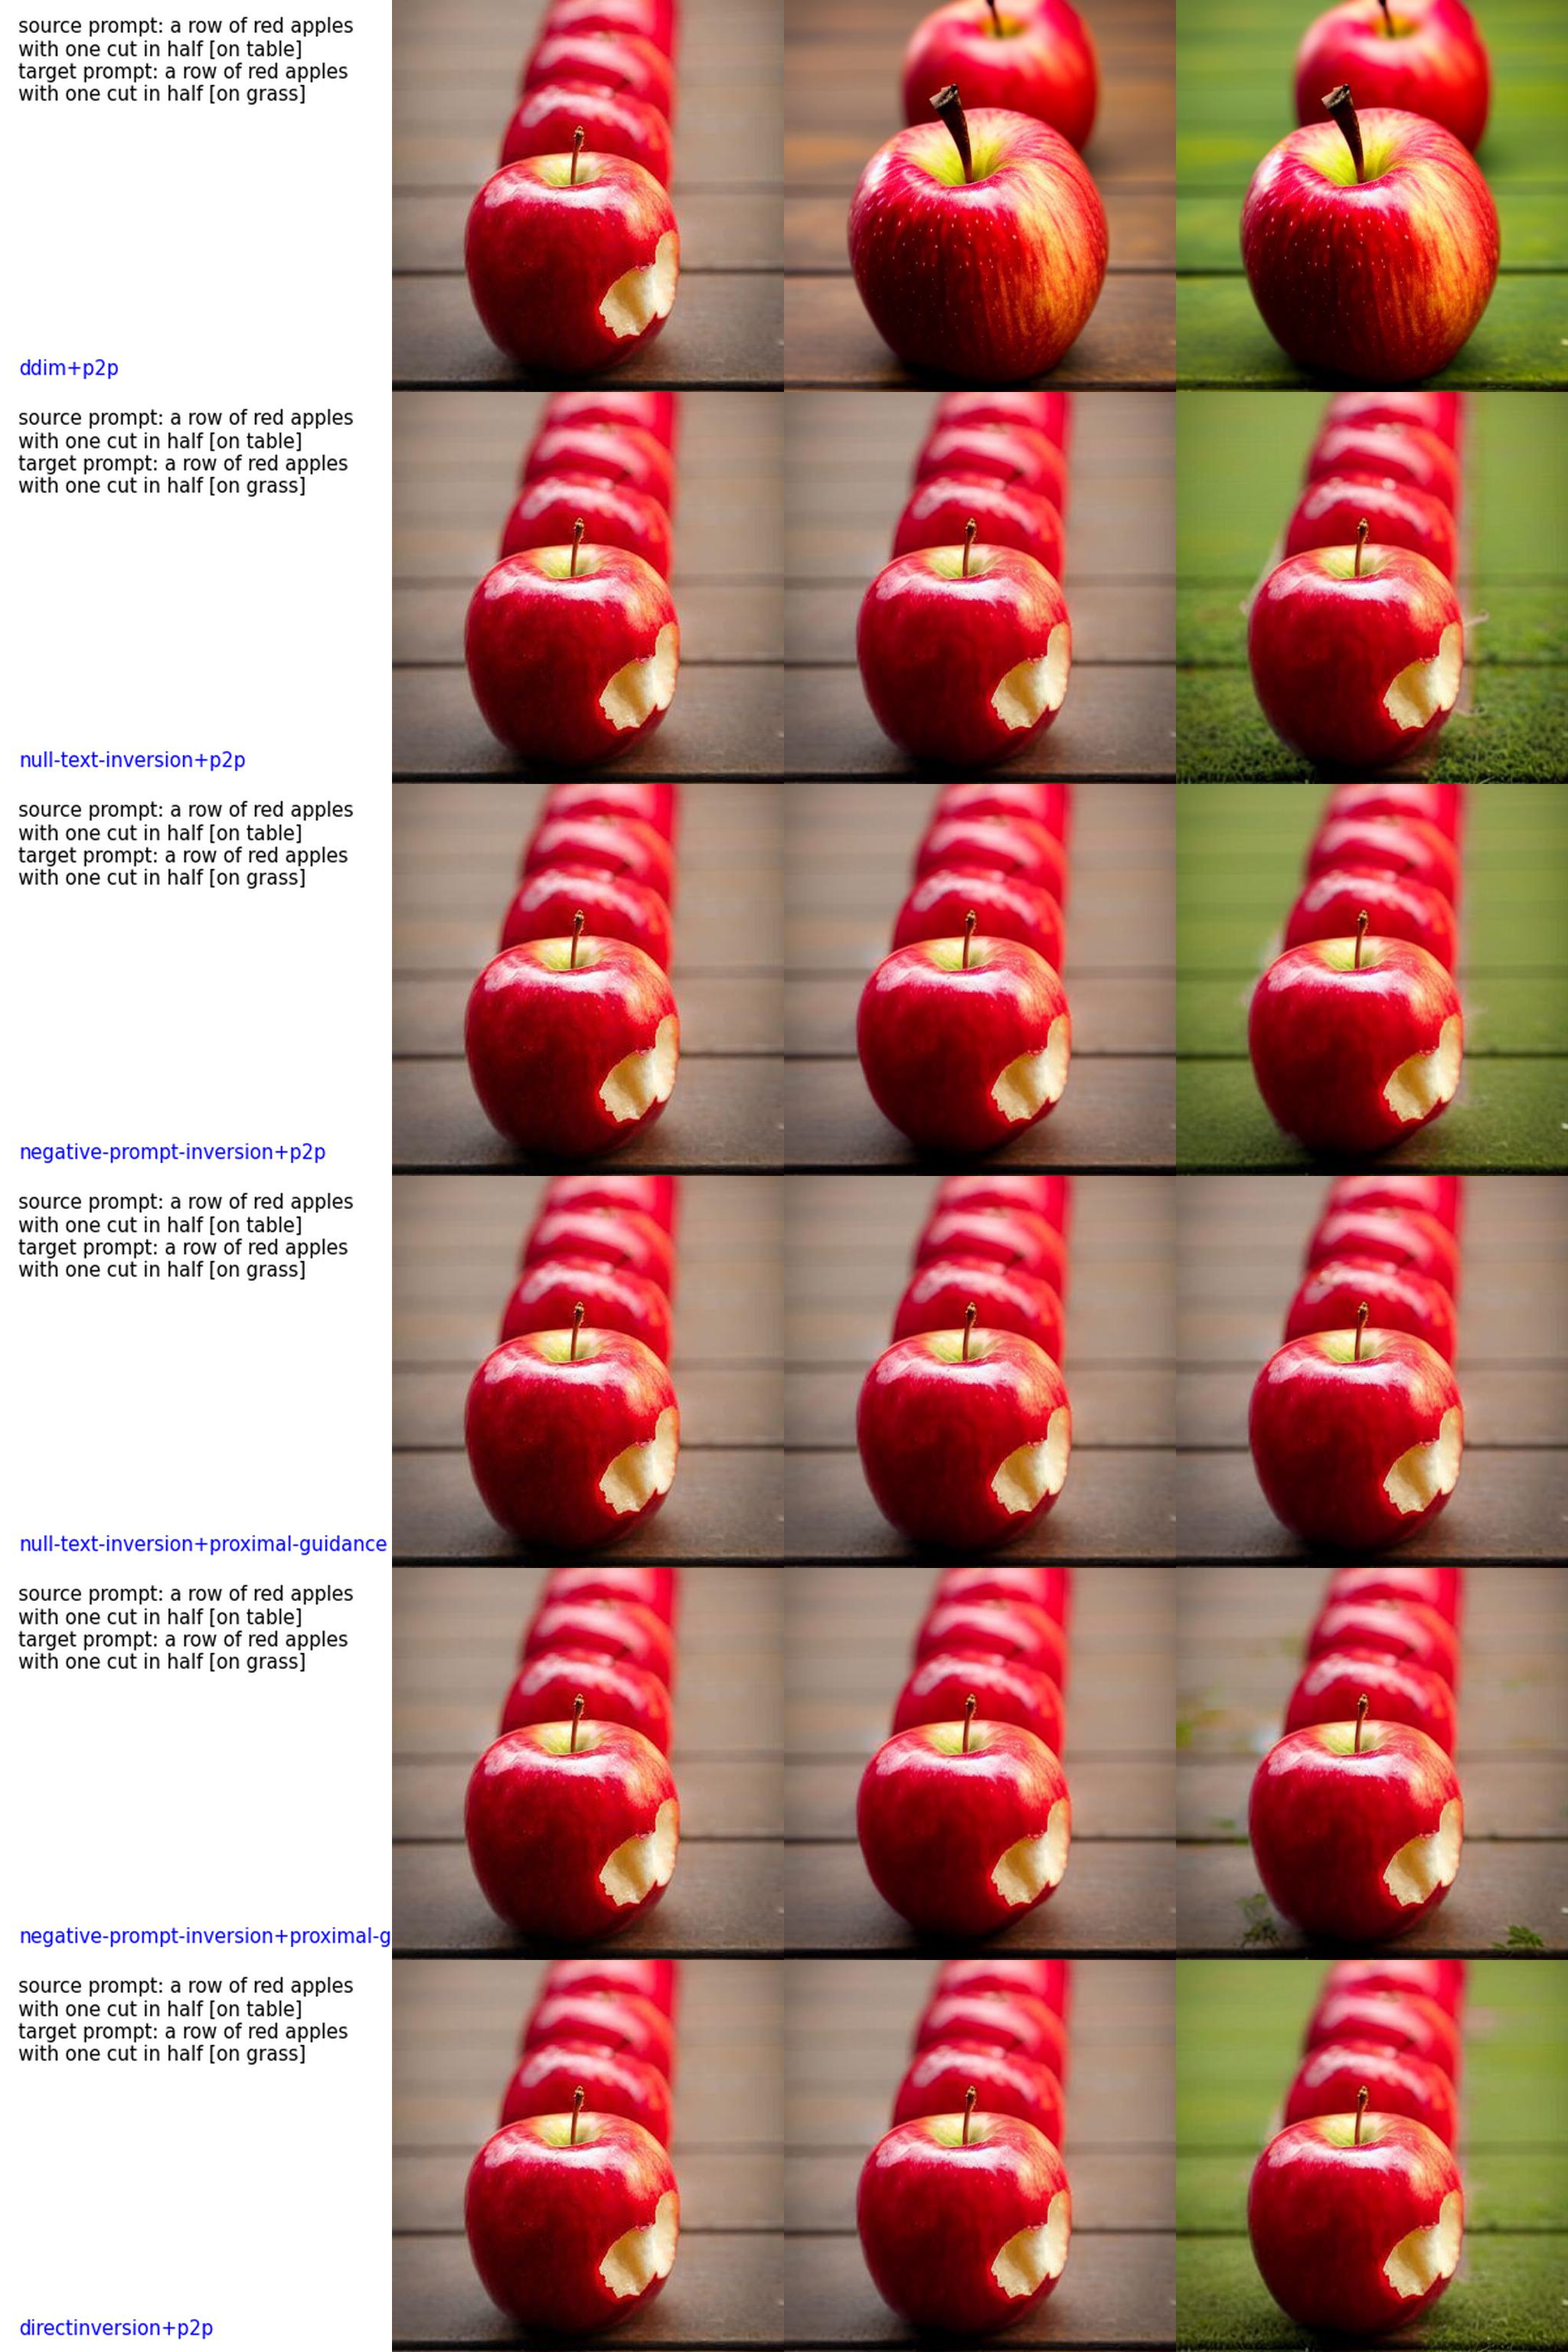 source prompt: a row of red apples
with one cut in half [on table]
target prompt: a row of red apples
with one cut in half [on grass]
ddim+p2p
source prompt: a row of red apples
with one cut in half [on table]
target prompt: a row of red apples
with one cut in half [on grass]
null-text-inversion+p2p
source prompt: a row of red apples
with one cut in half [on table]
target prompt: a row of red apples
with one cut in half [on grass]
negative-prompt-inversion+p2p
source prompt: a row of red apples
with one cut in half [on table]
target prompt: a row of red apples
with one cut in half [on grass]
null-text-inversion+proximal-guidance
source prompt: a row of red apples
with one cut in half [on table]
target prompt: a row of red apples
with one cut in half [on grass]
negative-prompt-inversion+proximal-g
source prompt: a row of red apples
with one cut in half [on table]
target prompt: a row of red apples
with one cut in half [on grass]
directinversion+p2p